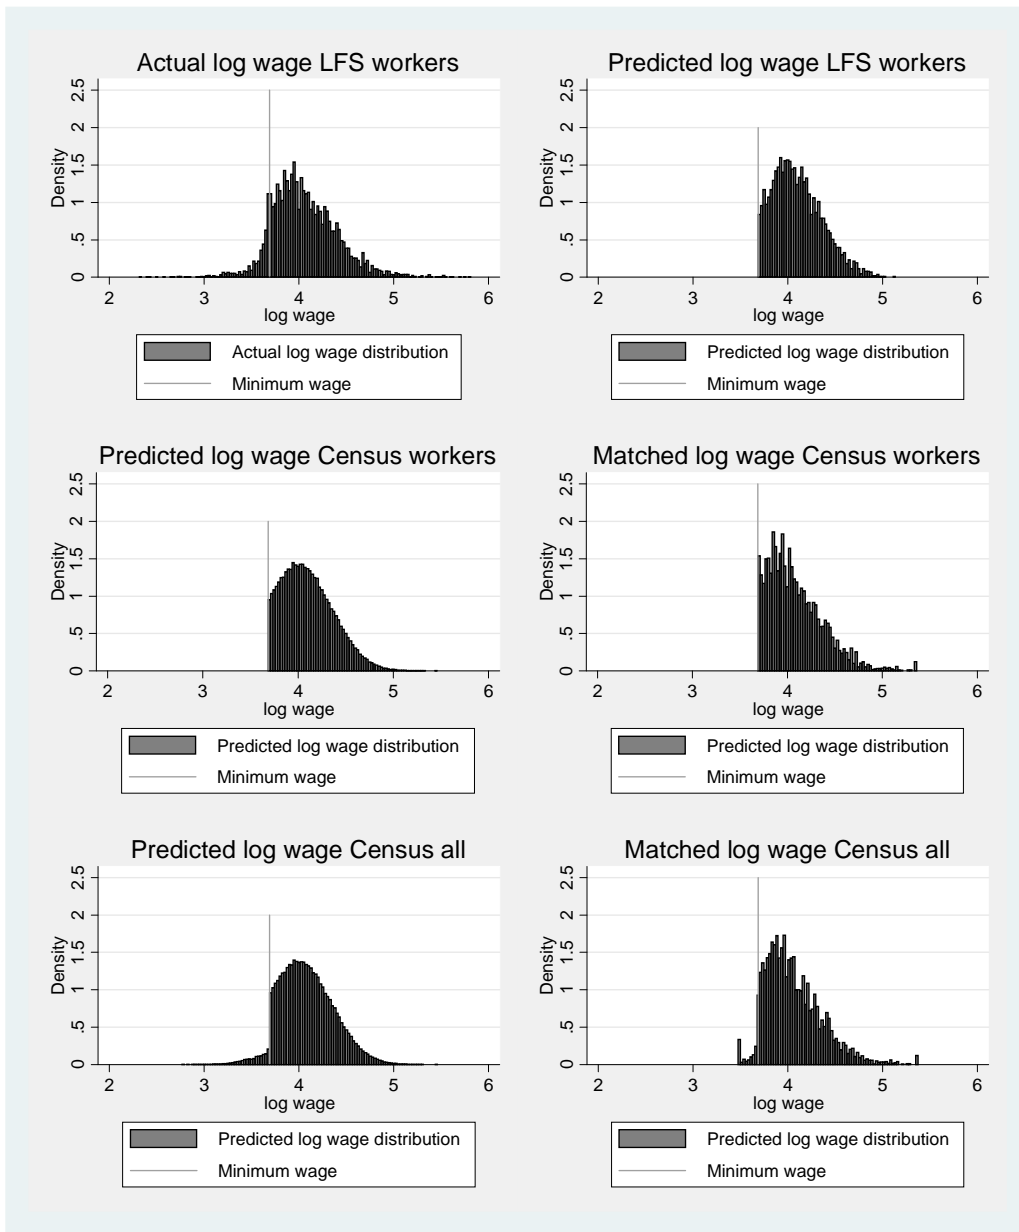 Actual log wage LFS workers
Density
0 .5 1 1.5 2 2.5
2 3 4 5 6
log wage
Actual log wage distribution
Minimum wage
Predicted log wage LFS workers
Density
0 .5 1 1.5 2 2.5
2 3 4 5 6
log wage
Predicted log wage distribution
Minimum wage
Predicted log wage Census workers
Density
0 .5 1 1.5 2 2.5
2 3 4 5 6
log wage
Predicted log wage distribution
Minimum wage
Matched log wage Census workers
Density
0 .5 1 1.5 2 2.5
2 3 4 5 6
log wage
Predicted log wage distribution
Minimum wage
Predicted log wage Census all
Density
0 .5 1 1.5 2 2.5
2 3 4 5 6
log wage
Predicted log wage distribution
Minimum wage
Matched log wage Census all
Density
0 .5 1 1.5 2 2.5
2 3 4 5 6
log wage
Predicted log wage distribution
Minimum wage